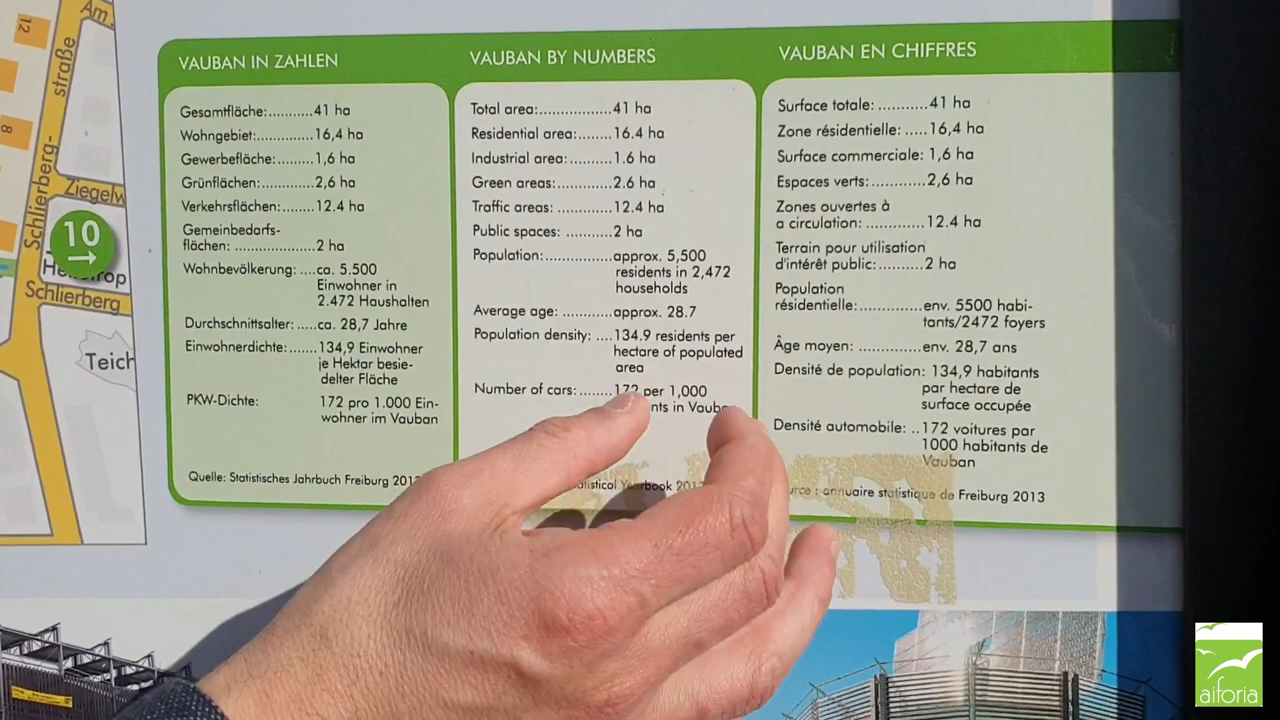 Am
straße
12
8
Schlierberg-
10
→
Schlierberg
Teich
VAUBAN IN ZAHLEN
Gesamtfläche:..........41 ha
Wohngebiet:.............16,4 ha
Gewerbefläche:........1,6 ha
Grünflächen:............2,6 ha
Verkehrsflächen:.......12.4 ha
Gemeinbedarfs-
flächen: ..................2 ha
Wohnbevölkerung: ....ca. 5.500
Einwohner in
2.472 Haushalten
Durchschnittsalter: .....ca. 28,7 Jahre
Einwohnerdichte:.......134,9 Einwohner
je Hektar besie-
delter Fläche
PKW-Dichte: 172 pro 1.000 Ein-
wohner im Vauban
Quelle: Statistisches Jahrbuch Freiburg 2013
VAUBAN BY NUMBERS
Total area:.................41 ha
Residential area:........16.4 ha
Industrial area:..........1.6 ha
Green areas:.............2.6 ha
Traffic areas: ............12.4 ha
Public spaces: ..........2 ha
Population:...............approx. 5,500
residents in 2,472
households
Average age: ...........approx. 28.7
Population density: ....134.9 residents per
hectare of populated
area
Number of cars: ........172 per 1,000
in
book
VAUBAN EN CHIFFRES
Surface totale: ...........41 ha
Zone résidentielle: .....16,4 ha
Surface commerciale: 1,6 ha
Espaces verts:............2,6 ha
Zones ouvertes à
a circulation: ............12.4 ha
Terrain pour utilisation
d'intérêt public:..........2 ha
Population
résidentielle:..............env. 5500 habi-
tants/2472 foyers
Âge moyen: ..............env. 28,7 ans
Densité de population: 134,9 habitants
par hectare de
surface occupée
Densité automobile: ..172 voitures par
1000 habitants de
Vauban
: annuaire statistique de Freiburg 2013
aiforia